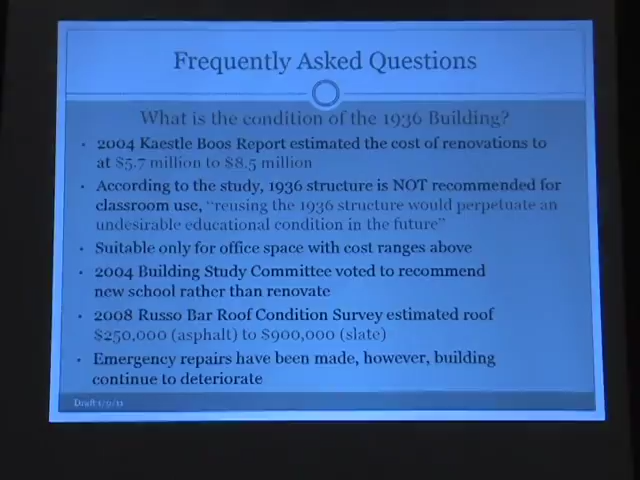 Frequently Asked Questions
What is the condition of the 1936 Building?
• 2004 Kaestle Boos Report estimated the cost of renovations to
at $5.7 million to $8.5 million
• According to the study, 1936 structure is NOT recommended for
classroom use, "reusing the 1936 structure would perpetuate an
undesirable educational condition in the future"
• Suitable only for office space with cost ranges above
• 2004 Building Study Committee voted to recommend
new school rather than renovate
• 2008 Russo Bar Roof Condition Survey estimated roof
$250,000 (asphalt) to $900,000 (slate)
• Emergency repairs have been made, however, building
continue to deteriorate
Draft